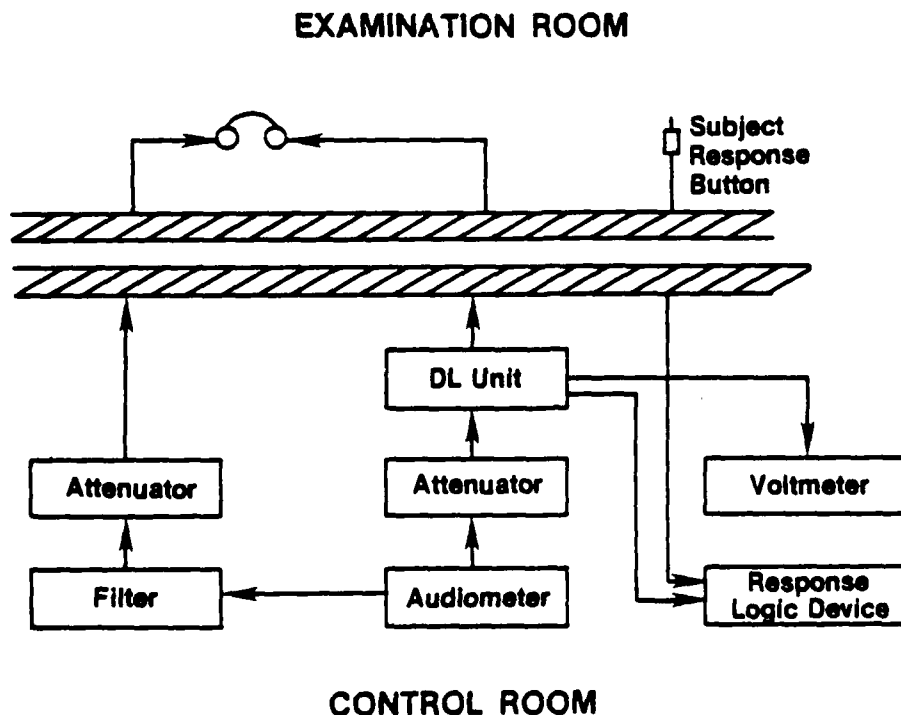 EXAMINATION ROOM
Subject
Response
Button
DL Unit
Attenuator
Attenuator
Voltmeter
Filter
Audiometer
Response
Logic Device
CONTROL ROOM